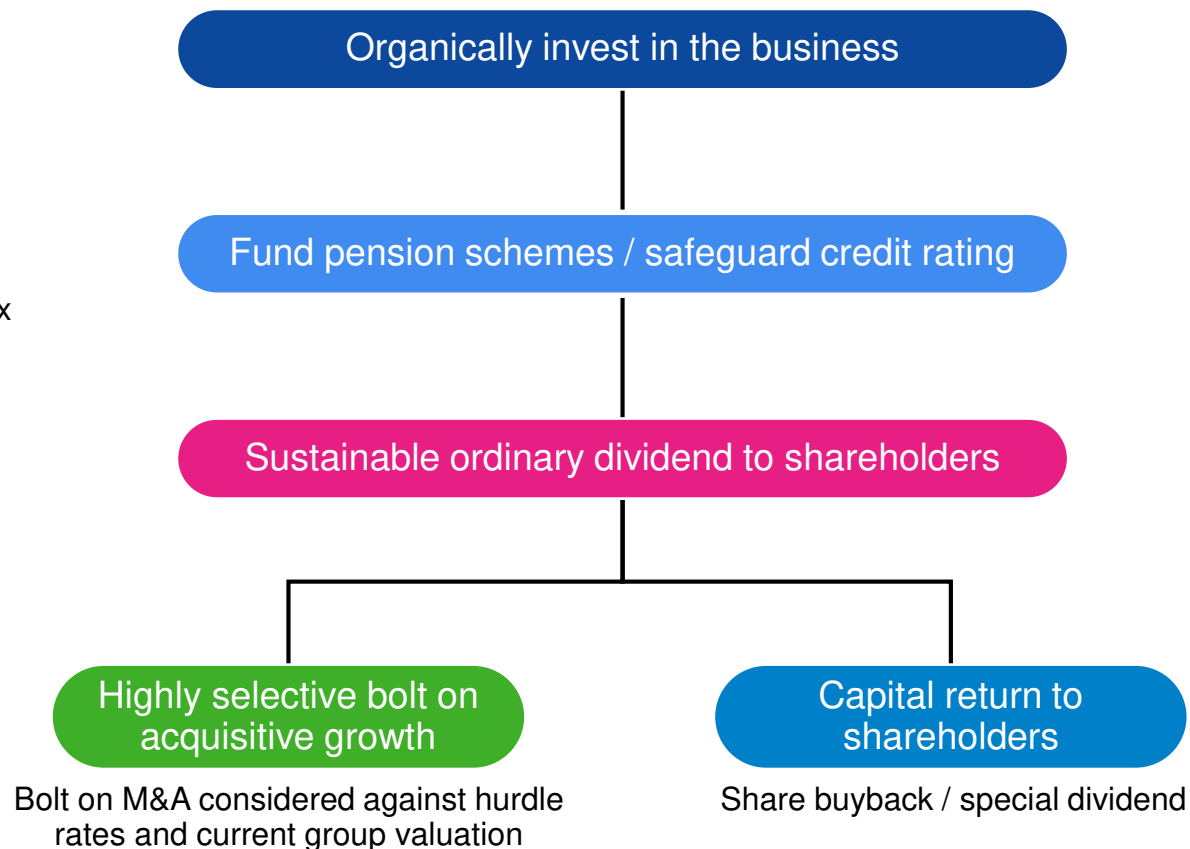 Organically invest in the business
Fund pension schemes / safeguard credit rating
x
Sustainable ordinary dividend to shareholders
Highly selective bolt on
acquisitive growth
Bolt on M&A considered against hurdle
rates and current group valuation
Capital return to
shareholders
Share buyback / special dividend